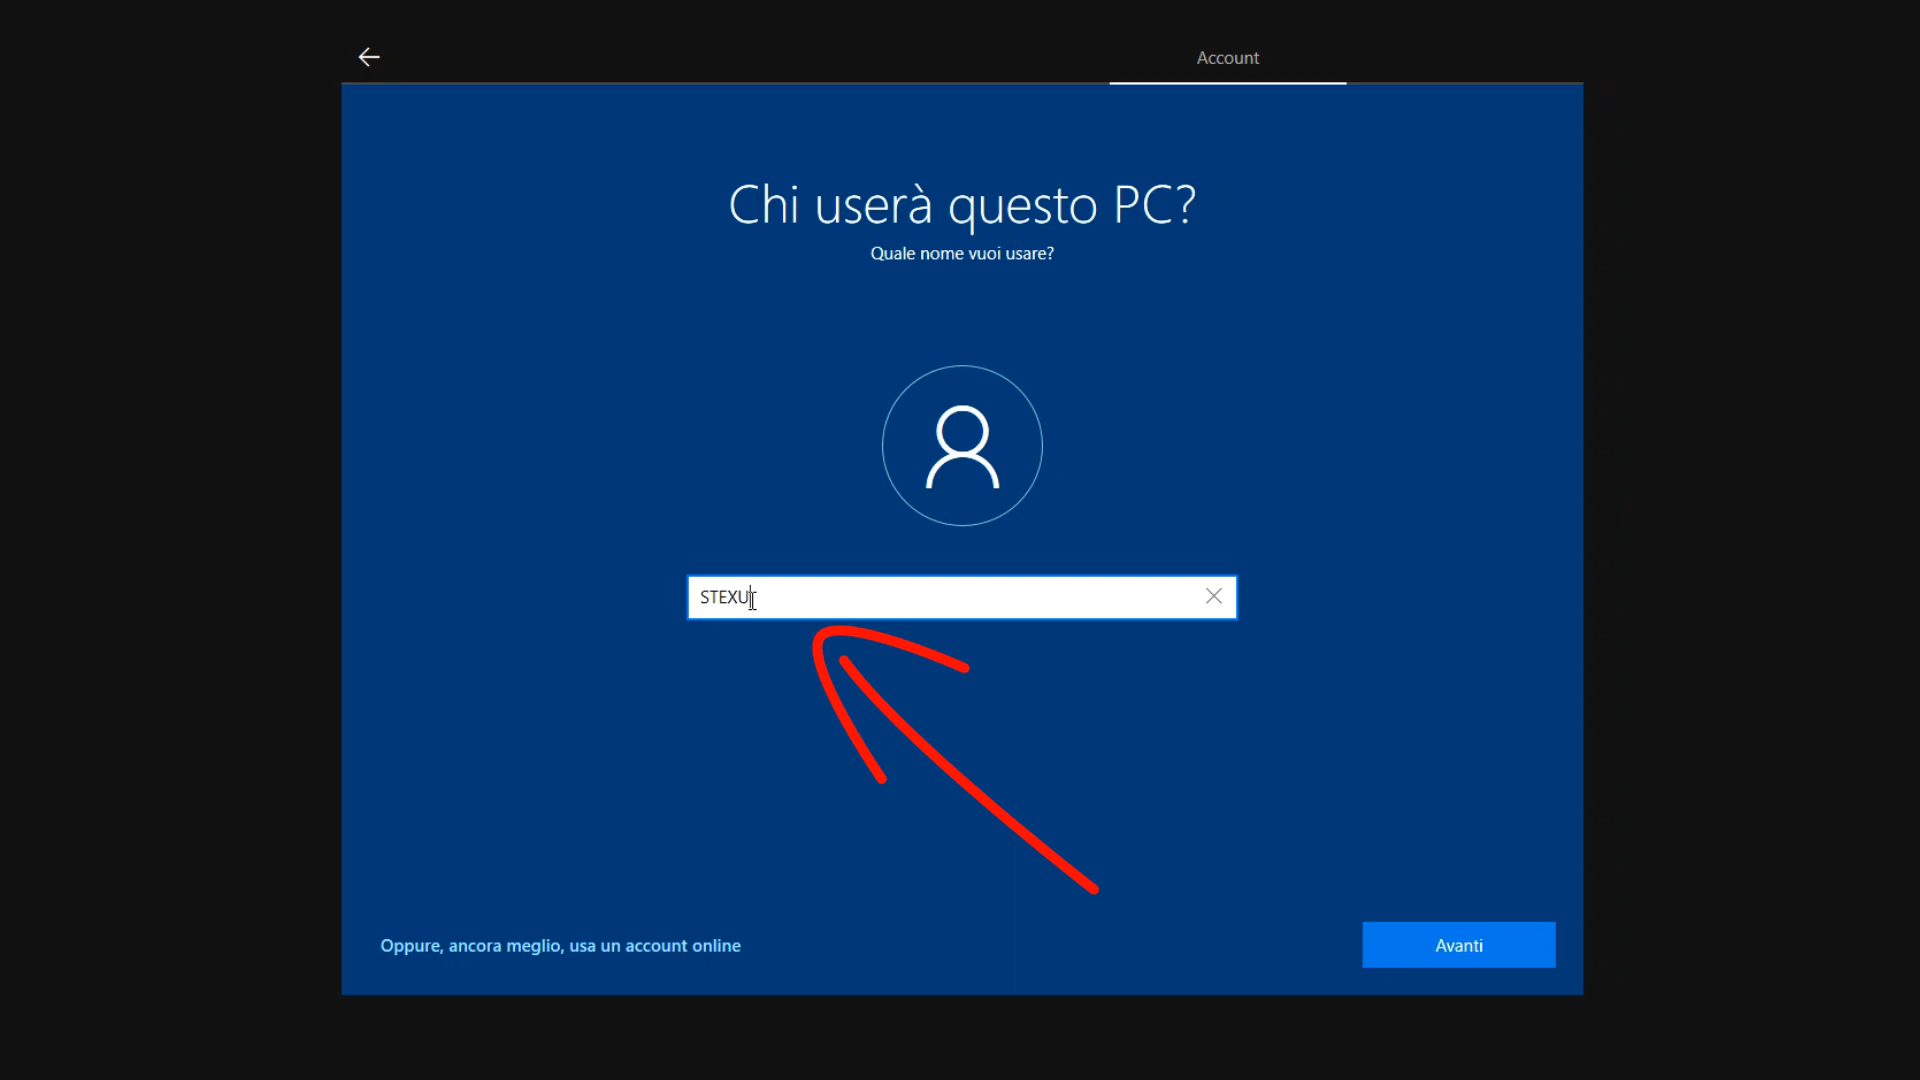 Account
Chi userà questo PC?
Quale nome vuoi usare?
STEXU
Oppure, ancora meglio, usa un account online
Avanti